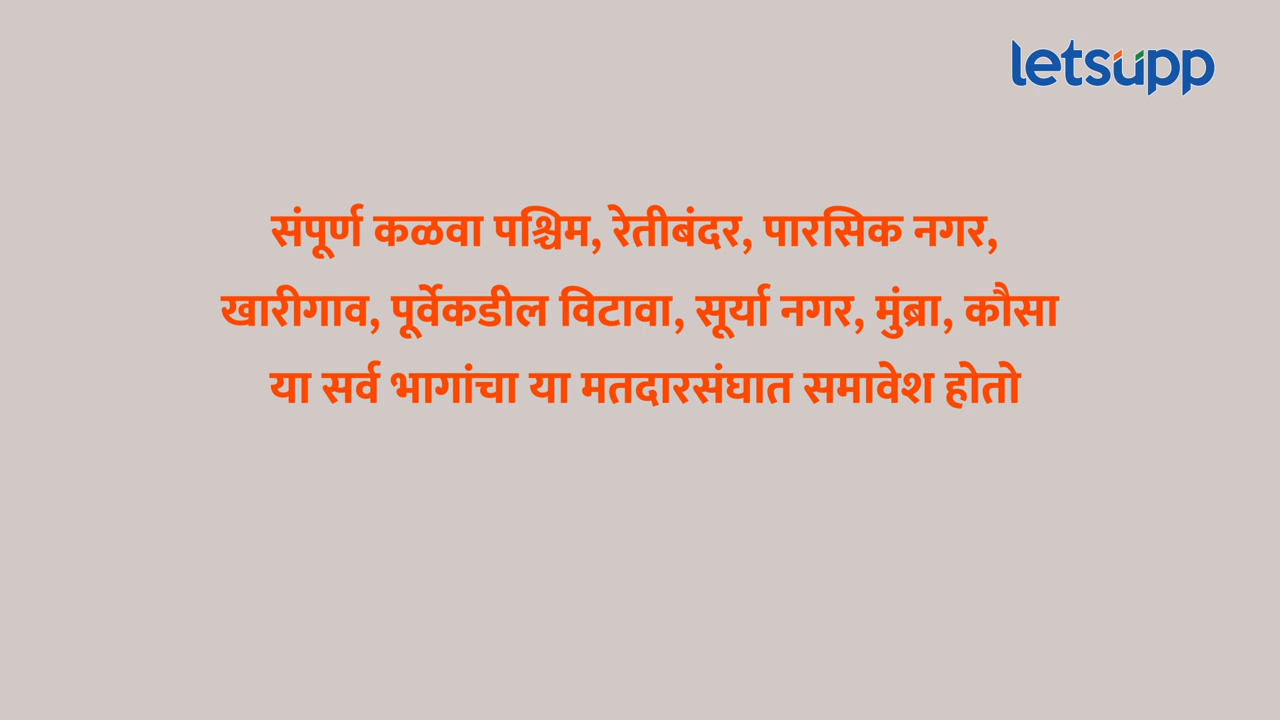 letsupp
संपूर्ण कळवा पश्चिम, रेतीबंदर, पारसिक नगर,
खारीगाव, पूर्वेकडील विटावा, सूर्या नगर, मुंब्रा, कौसा
या सर्व भागांचा या मतदारसंघात समावेश होतो